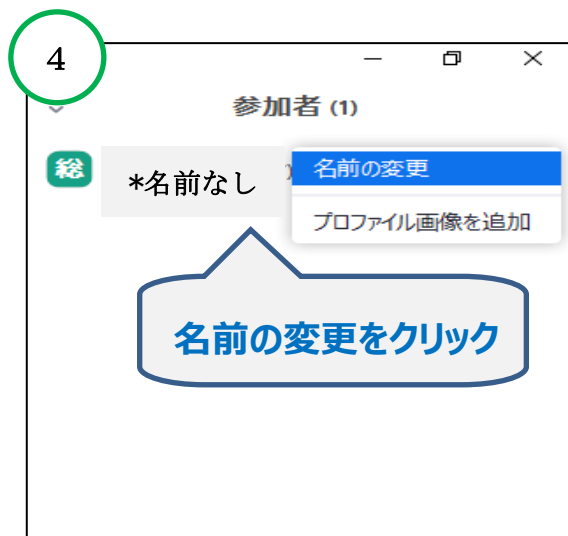 4
参加者 (1)
総
*名前なし
)
名前の変更
プロファイル画像を追加
名前の変更をクリック